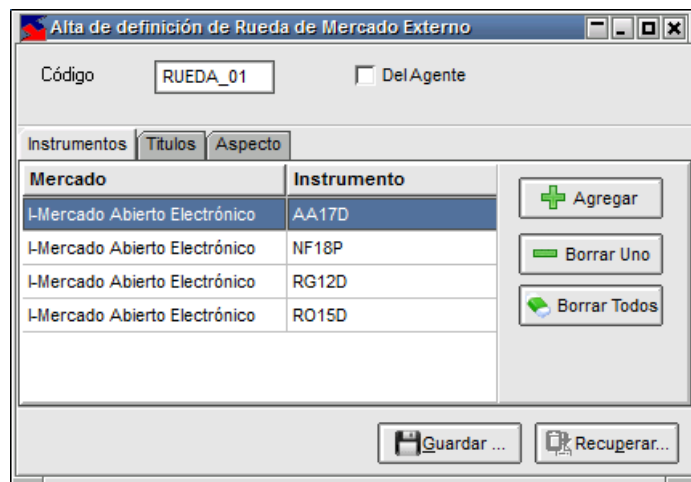 Alta de definición de Rueda de Mercado Externo
Código RUEDA_01 Del Agente
Instrumentos Titulos Aspecto
Mercado Instrumento
I-Mercado Abierto Electrónico AA17D
I-Mercado Abierto Electrónico NF18P
I-Mercado Abierto Electrónico RG12D
I-Mercado Abierto Electrónico RO15D
Agregar
Borrar Uno
Borrar Todos
Guardar ... Recuperar...